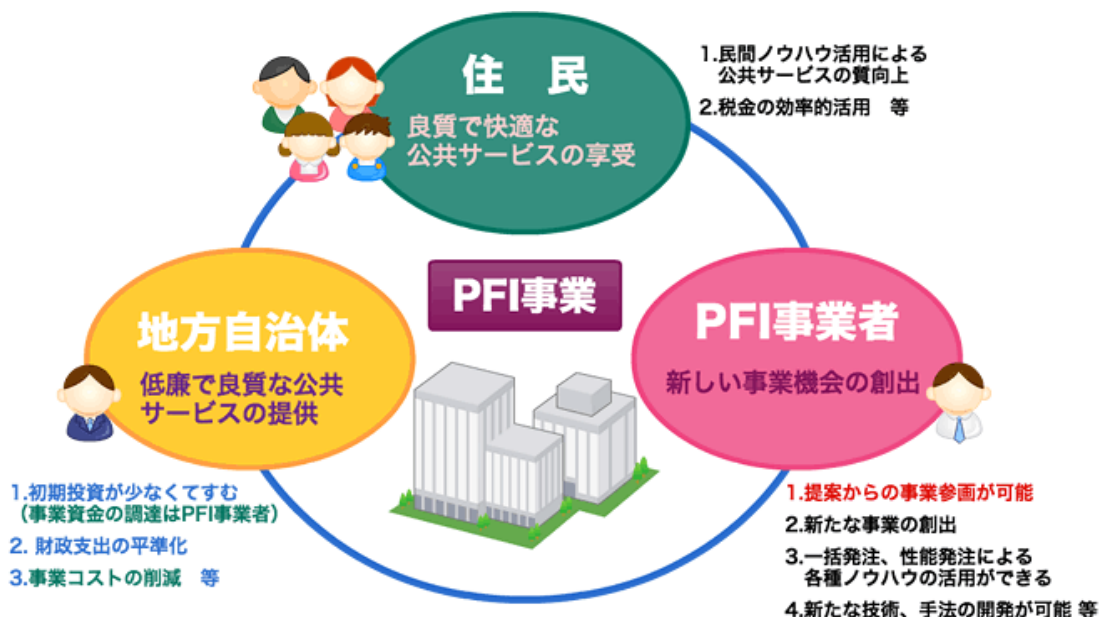 住 民
良質で快適な
公共サービスの享受
1.民間ノウハウ活用による
公共サービスの質向上
2.税金の効率的活用 等
PFI事業
地方自治体
低廉で良質な公共
サービスの提供
PFI事業者
新しい事業機会の創出
1.初期投資が少なくてすむ
（事業資金の調達はPFI事業者）
2. 財政支出の平準化
3.事業コストの削減 等
1.提案からの事業参画が可能
2.新たな事業の創出
3.一括発注、性能発注による
各種ノウハウの活用ができる
4.新たな技術、手法の開発が可能 等